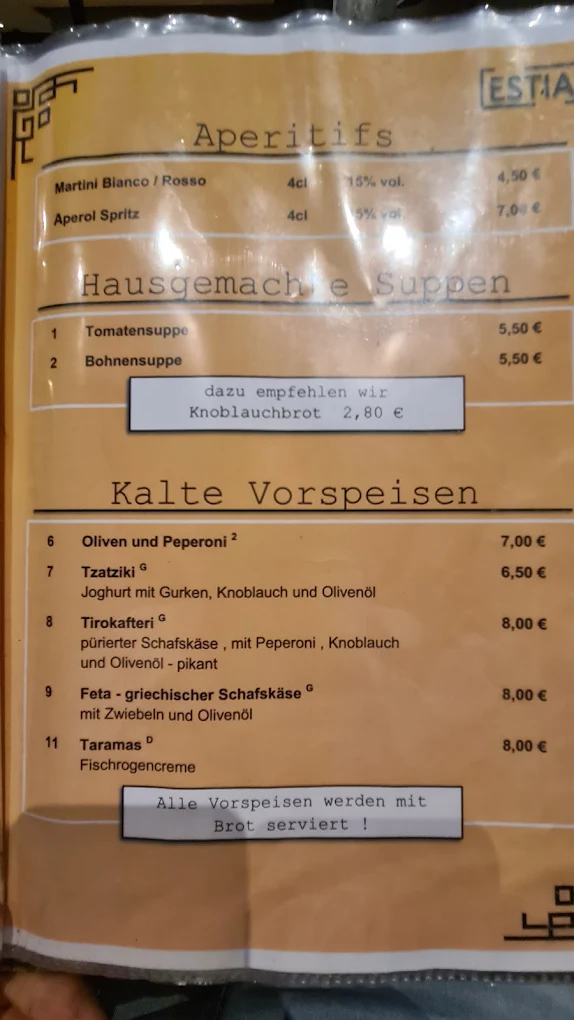 ESTIA
Aperitifs
Martini Bianco / Rosso 4cl 15% vol. 4,50 €
Aperol Spritz 4cl 5% vol. 7,00 €
Hausgemachte Suppen
1 Tomatensuppe 5,50 €
2 Bohnensuppe 5,50 €
dazu empfehlen wir
Knoblauchbrot 2,80 €
Kalte Vorspeisen
6 Oliven und Peperoni 2 7,00 €
7 Tzatziki G 6,50 €
Joghurt mit Gurken, Knoblauch und Olivenöl
8 Tirokafteri G 8,00 €
pürierter Schafskäse , mit Peperoni , Knoblauch
und Olivenöl - pikant
9 Feta - griechischer Schafskäse G 8,00 €
mit Zwiebeln und Olivenöl
11 Taramas D 8,00 €
Fischrogencreme
Alle Vorspeisen werden mit
Brot serviert !